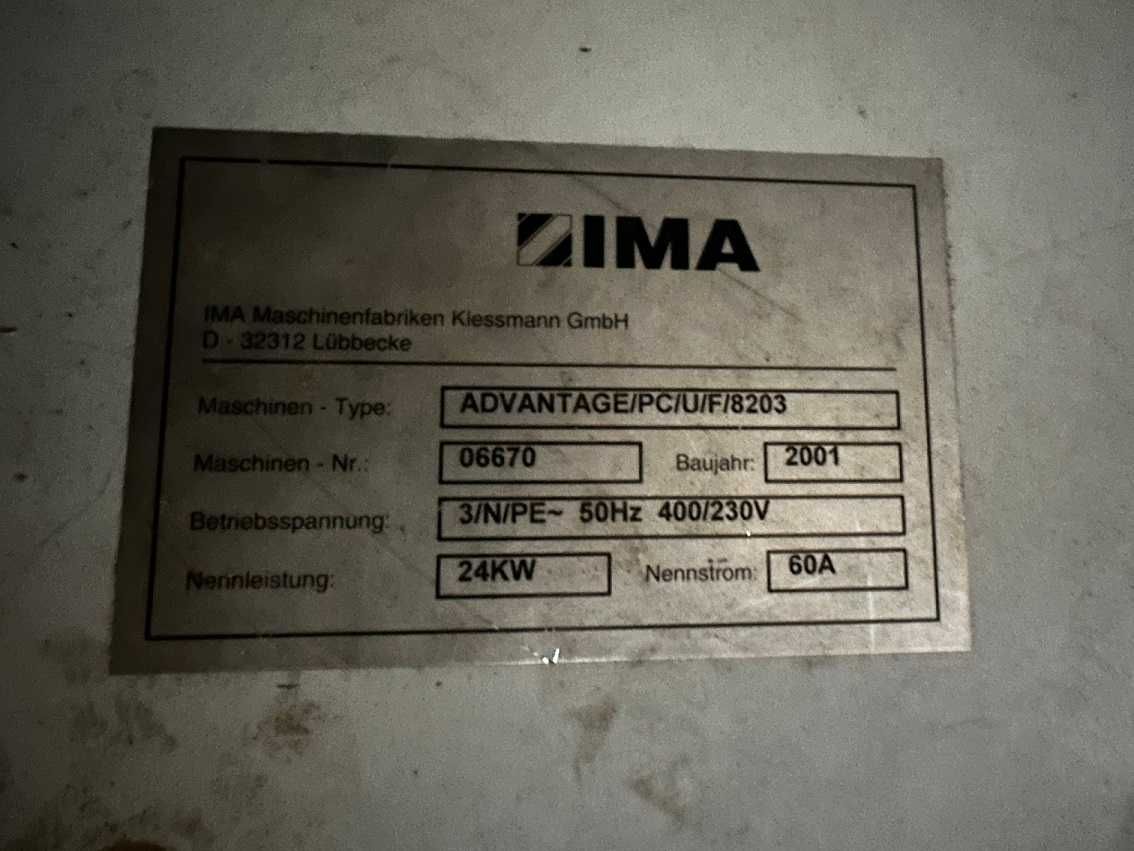 IMA
IMA Maschinenfabriken Klessmann GmbH
D - 32312 Lübbecke
Maschinen - Type: ADVANTAGE/PC/U/F/8203
Maschinen - Nr.: 06670 Baujahr: 2001
Betriebsspannung: 3/N/PE~ 50Hz 400/230V
Nennleistung: 24KW Nennstrom: 60A